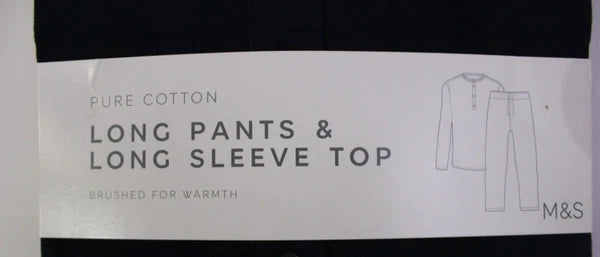 PURE COTTON
LONG PANTS &
LONG SLEEVE TOP
BRUSHED FOR WARMTH
M&S